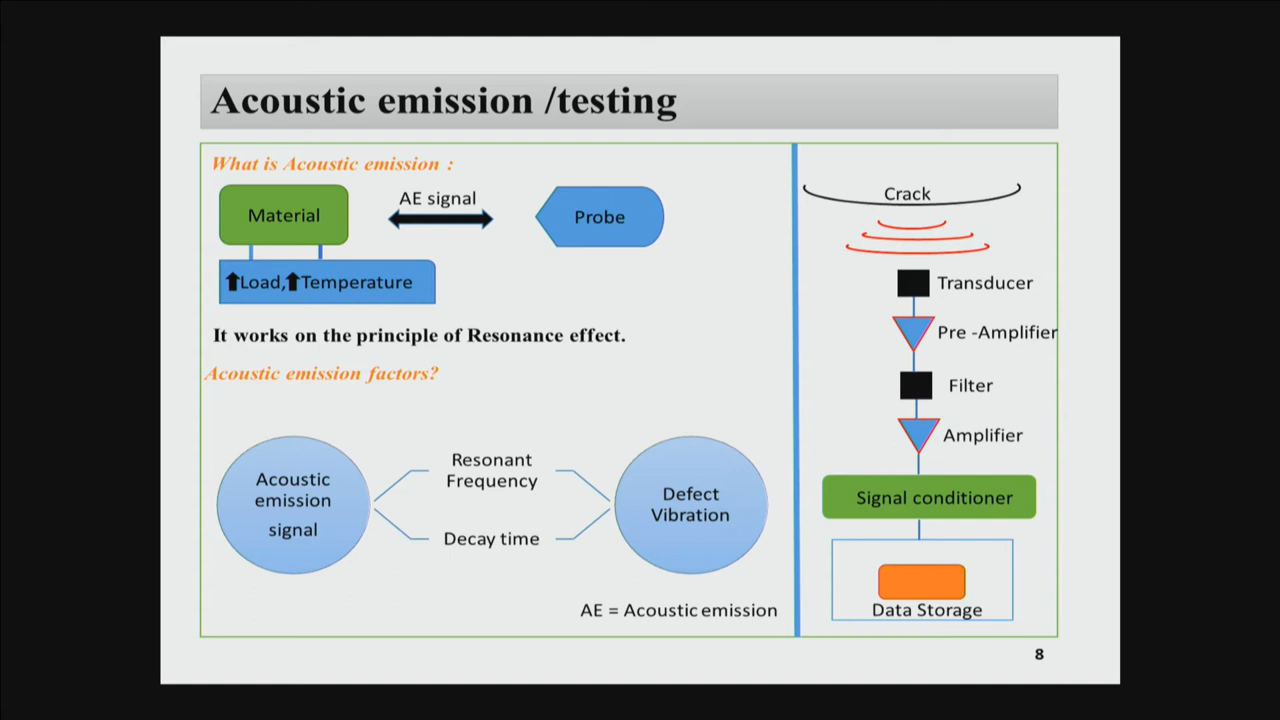 Acoustic emission /testing
What is Acoustic emission :
Material
AE signal
Probe
Load, Temperature
It works on the principle of Resonance effect.
Acoustic emission factors?
Acoustic
emission
signal
Resonant
Frequency
Decay time
Defect
Vibration
AE = Acoustic emission
Crack
Transducer
Pre -Amplifier
Filter
Amplifier
Signal conditioner
Data Storage
8